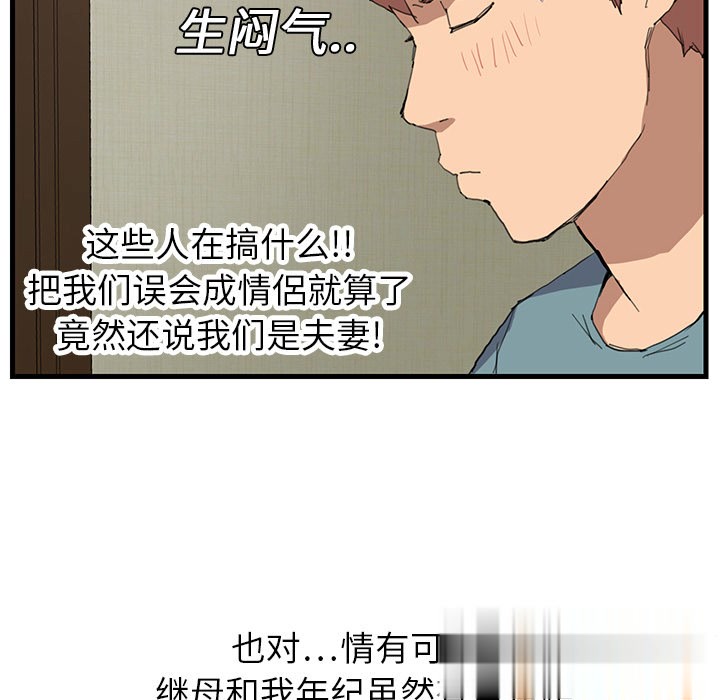 生闷气..
这些人在搞什么!!
把我们误会成情侣就算了
竟然还说我们是夫妻!
也对...情有可
继母和我年纪虽然